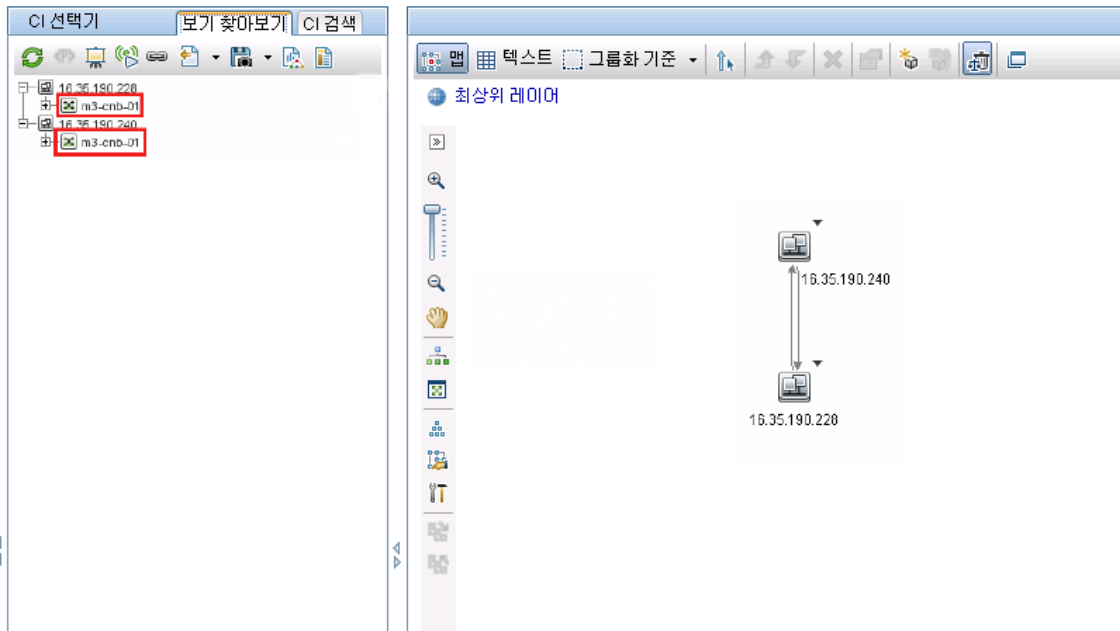 CI 선택기
보기 찾아보기
CI 검색
16.35.190.228
m3-cnb-01
16.35.190.240
m3-cnb-01
맵
텍스트
그룹화 기준
최상위 레이어
16.35.190.240
16.35.190.228